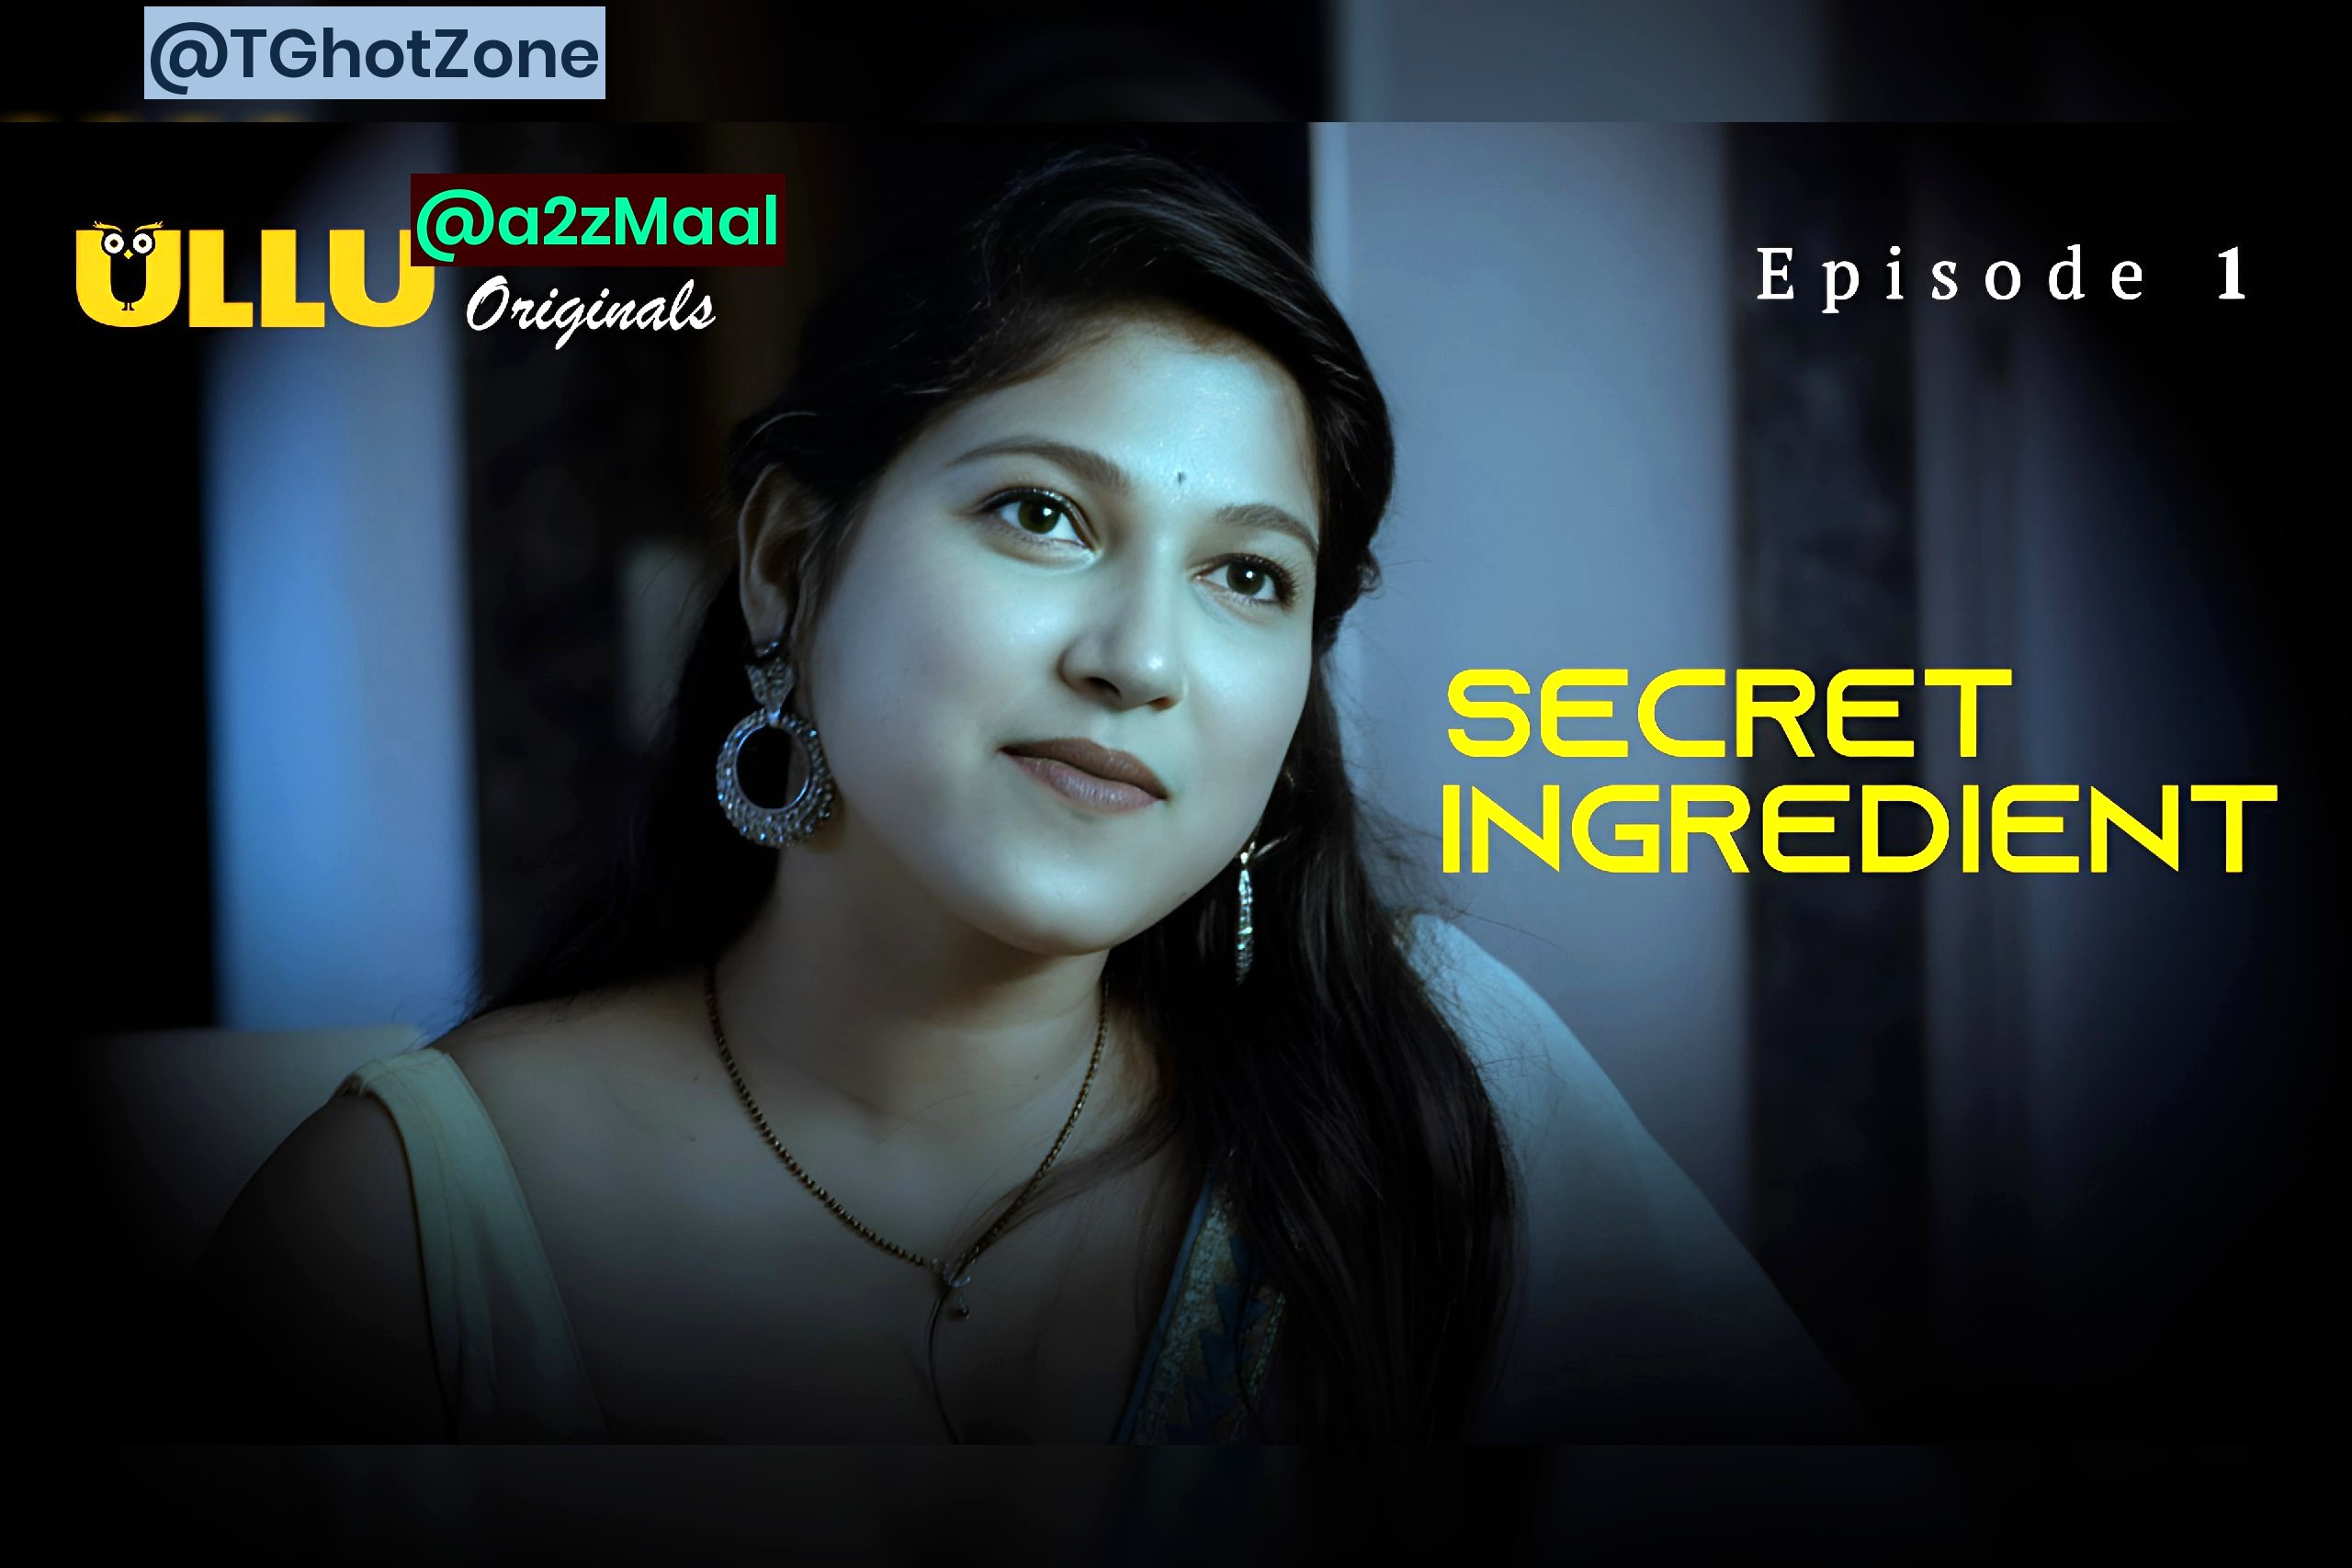 @TGhotZone
@a2zMaal
ULLU
Originals
Episode 1
SECRET
INGREDIENT